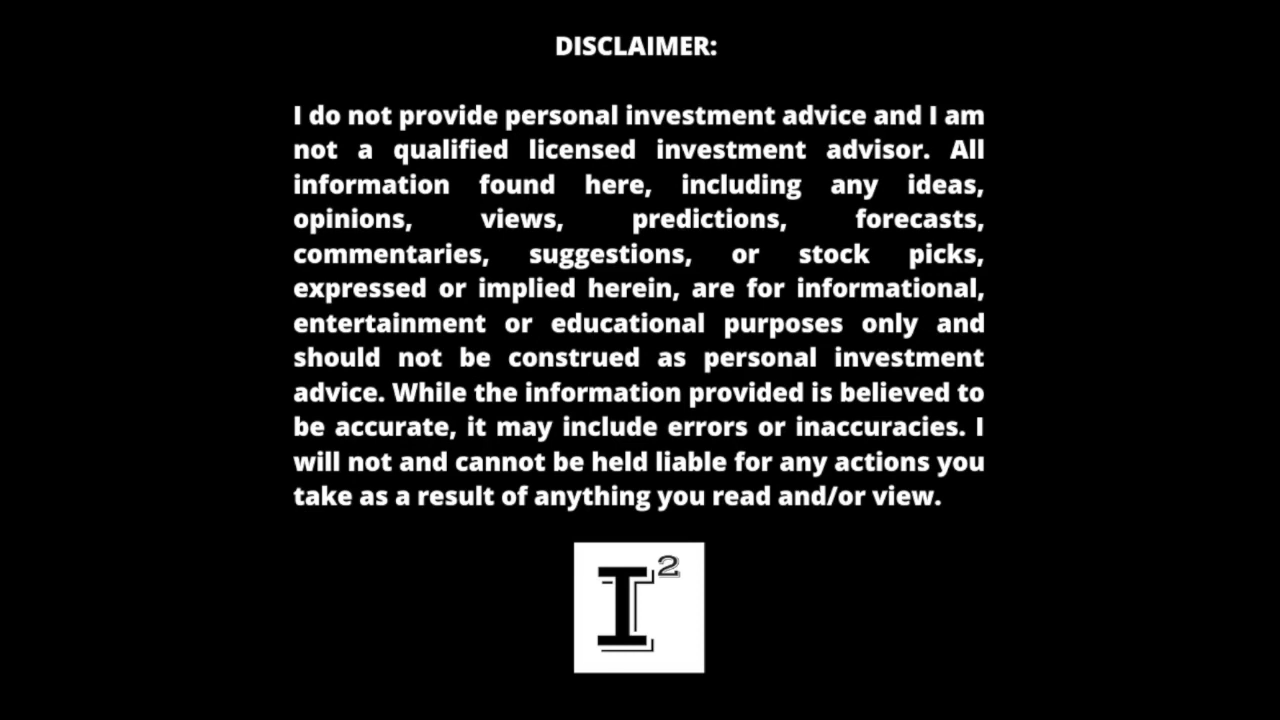 DISCLAIMER:
I do not provide personal investment advice and I am
not a qualified licensed investment advisor. All
information found here, including any ideas,
opinions, views, predictions, forecasts,
commentaries, suggestions, or stock picks,
expressed or implied herein, are for informational,
entertainment or educational purposes only and
should not be construed as personal investment
advice. While the information provided is believed to
be accurate, it may include errors or inaccuracies. I
will not and cannot be held liable for any actions you
take as a result of anything you read and/or view.
I²